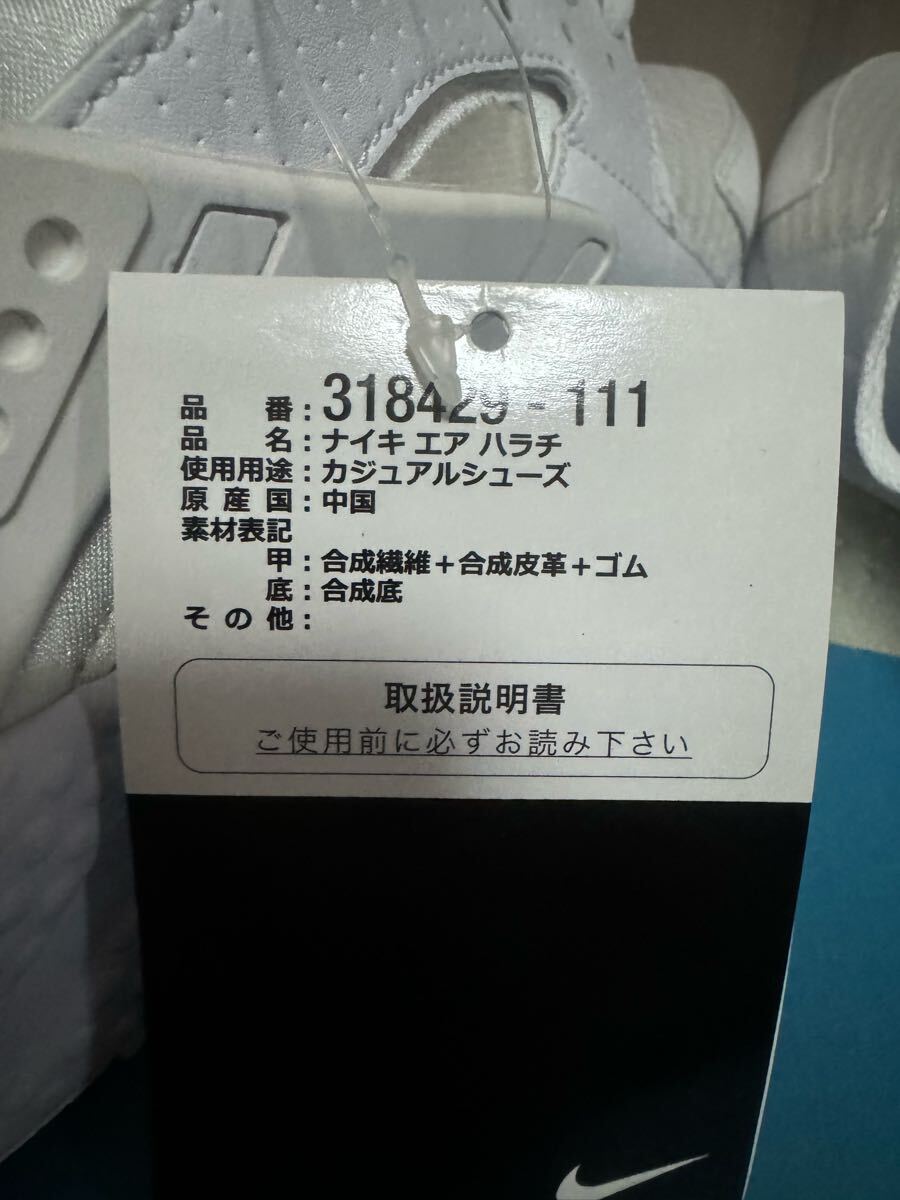 品番:318429-111
品名:ナイキ エア ハラチ
使用用途:カジュアルシューズ
原産国:中国
素材表記
甲:合成繊維+合成皮革+ゴム
底:合成底
その他:
取扱説明書
ご使用前に必ずお読み下さい